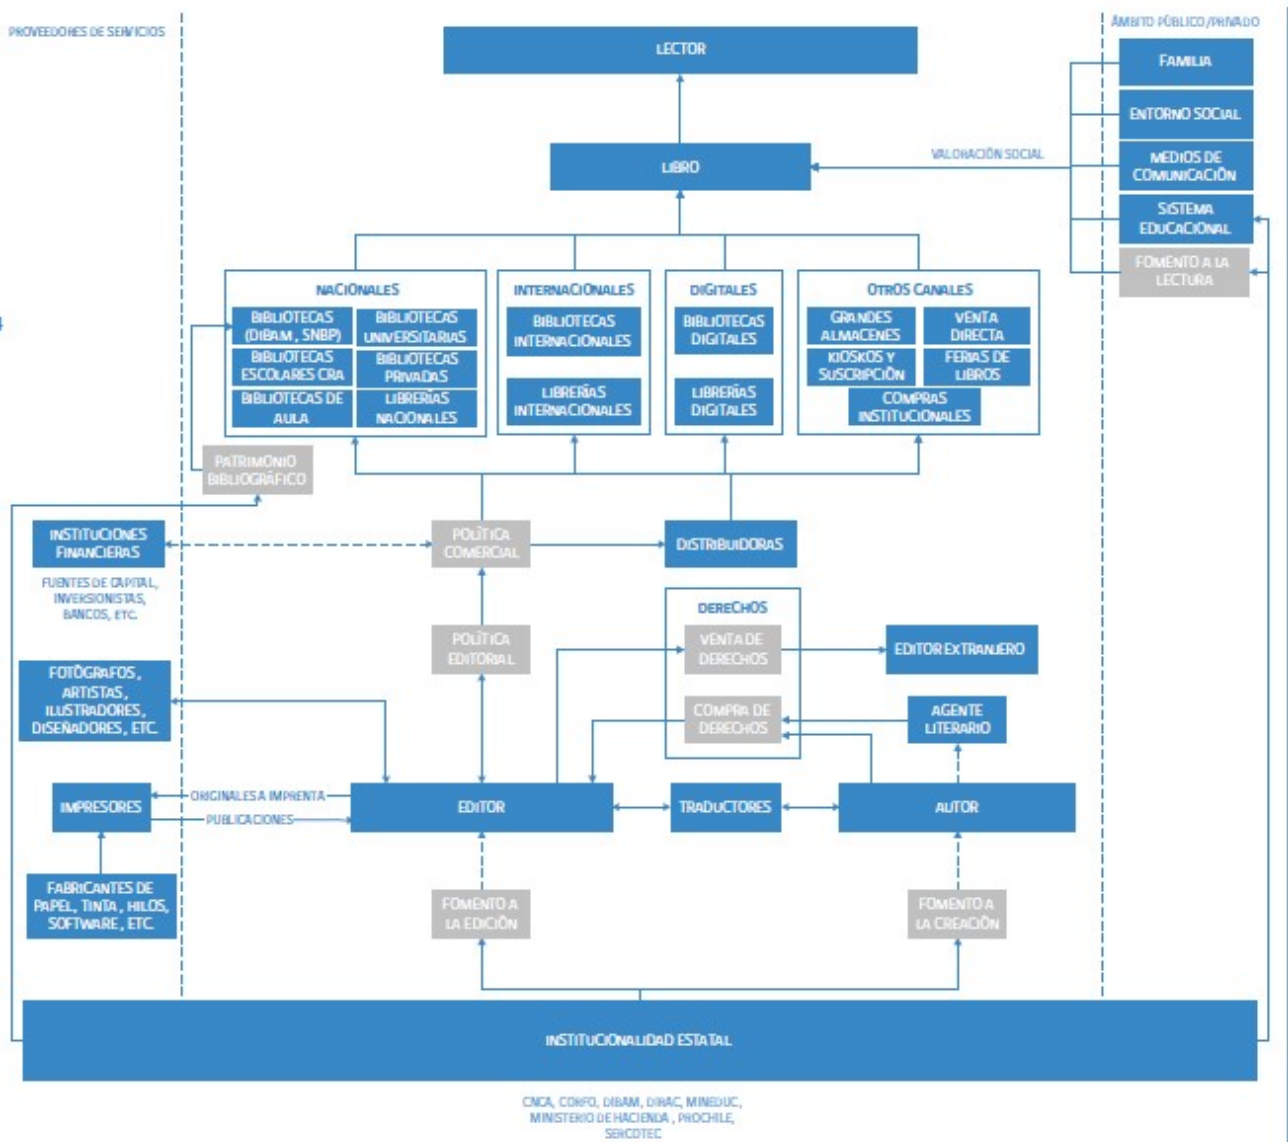 PROVEEDORES DE SERVICIOS
ÁMBITO PÚBLICO/PRIVADO
LECTOR
FAMILIA
ENTORNO SOCIAL
LIBRO
VALORACIÓN SOCIAL
MEDIOS DE
COMUNICACIÓN
SISTEMA
EDUCACIONAL
FOMENTO A LA
LECTURA
NACIONALES
BIBLIOTECAS
(DIBAM, SNBP)
BIBLIOTECAS
UNIVERSITARIAS
BIBLIOTECAS
ESCOLARES CRA
BIBLIOTECAS
PRIVADAS
BIBLIOTECAS DE
AULA
LIBRERÍAS
NACIONALES
INTERNACIONALES
BIBLIOTECAS
INTERNACIONALES
LIBRERÍAS
INTERNACIONALES
DIGITALES
BIBLIOTECAS
DIGITALES
LIBRERÍAS
DIGITALES
OTROS CANALES
GRANDES
ALMACENES
VENTA
DIRECTA
KIOSKOS Y
SUSCRIPCIÓN
FERIAS DE
LIBROS
COMPRAS
INSTITUCIONALES
PATRIMONIO
BIBLIOGRÁFICO
INSTITUCIONES
FINANCIERAS
FUENTES DE CAPITAL,
INVERSIONISTAS,
BANCOS, ETC.
POLÍTICA
COMERCIAL
DISTRIBUIDORAS
DERECHOS
VENTA DE
DERECHOS
COMPRA DE
DERECHOS
POLÍTICA
EDITORIAL
EDITOR EXTRANJERO
FOTÓGRAFOS,
ARTISTAS,
ILUSTRADORES,
DISEÑADORES, ETC.
AGENTE
LITERARIO
IMPRESORES
ORIGINALES A IMPRENTA
PUBLICACIONES
EDITOR
TRADUCTORES
AUTOR
FABRICANTES DE
PAPEL, TINTA, HILOS,
SOFTWARE, ETC.
FOMENTO A
LA EDICIÓN
FOMENTO A
LA CREACIÓN
INSTITUCIONALIDAD ESTATAL
CNCA, CORFO, DIBAM, DIRAC, MINEDUC,
MINISTERIO DE HACIENDA, PROCHILE,
SERCOTEC